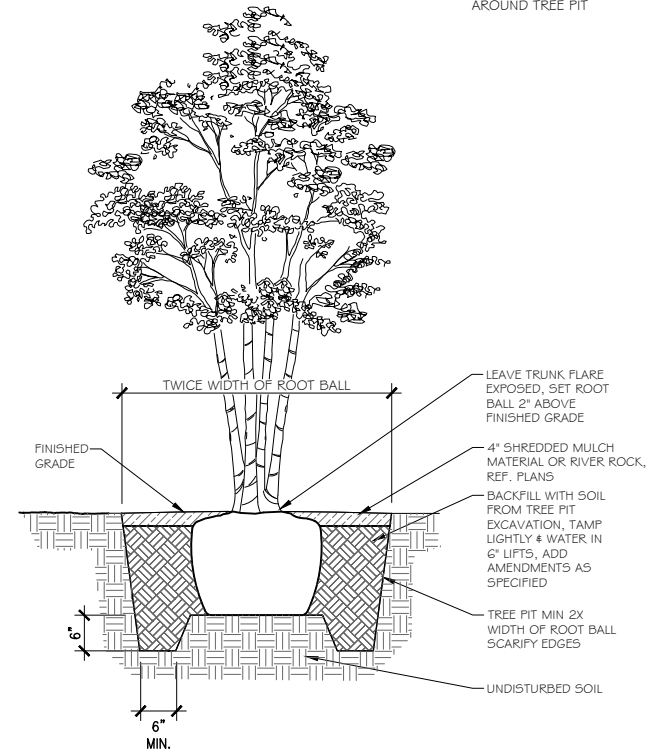 AROUND TREE PIT
TWICE WIDTH OF ROOT BALL
LEAVE TRUNK FLARE
EXPOSED, SET ROOT
BALL 2" ABOVE
FINISHED GRADE
FINISHED
GRADE
4" SHREDDED MULCH
MATERIAL OR RIVER ROCK,
REF. PLANS
BACKFILL WITH SOIL
FROM TREE PIT
EXCAVATION, TAMP
LIGHTLY & WATER IN
6" LIFTS, ADD
AMENDMENTS AS
SPECIFIED
TREE PIT MIN 2X
WIDTH OF ROOT BALL
SCARIFY EDGES
6"
UNDISTURBED SOIL
6"
MIN.